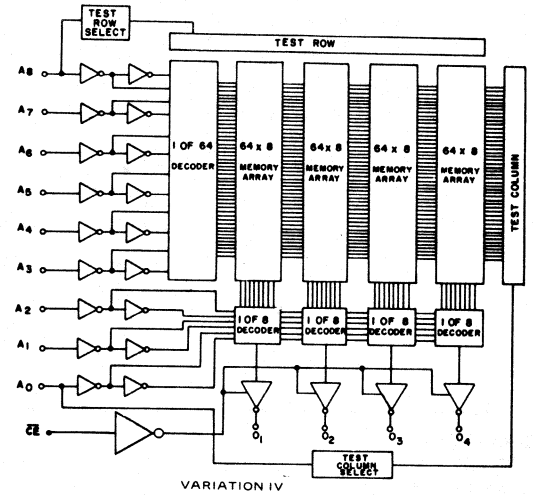 TEST
ROW
SELECT
TEST ROW
A8
A7
A6
A5
A4
A3
A2
A1
A0
CE
1 OF 64
DECODER
64 x 8
MEMORY
ARRAY
64 x 8
MEMORY
ARRAY
64 x 8
MEMORY
ARRAY
64 x 8
MEMORY
ARRAY
TEST COLUMN
1 OF 8
DECODER
1 OF 8
DECODER
1 OF 8
DECODER
1 OF 8
DECODER
O1
O2
O3
O4
TEST
COLUMN
SELECT
VARIATION IV